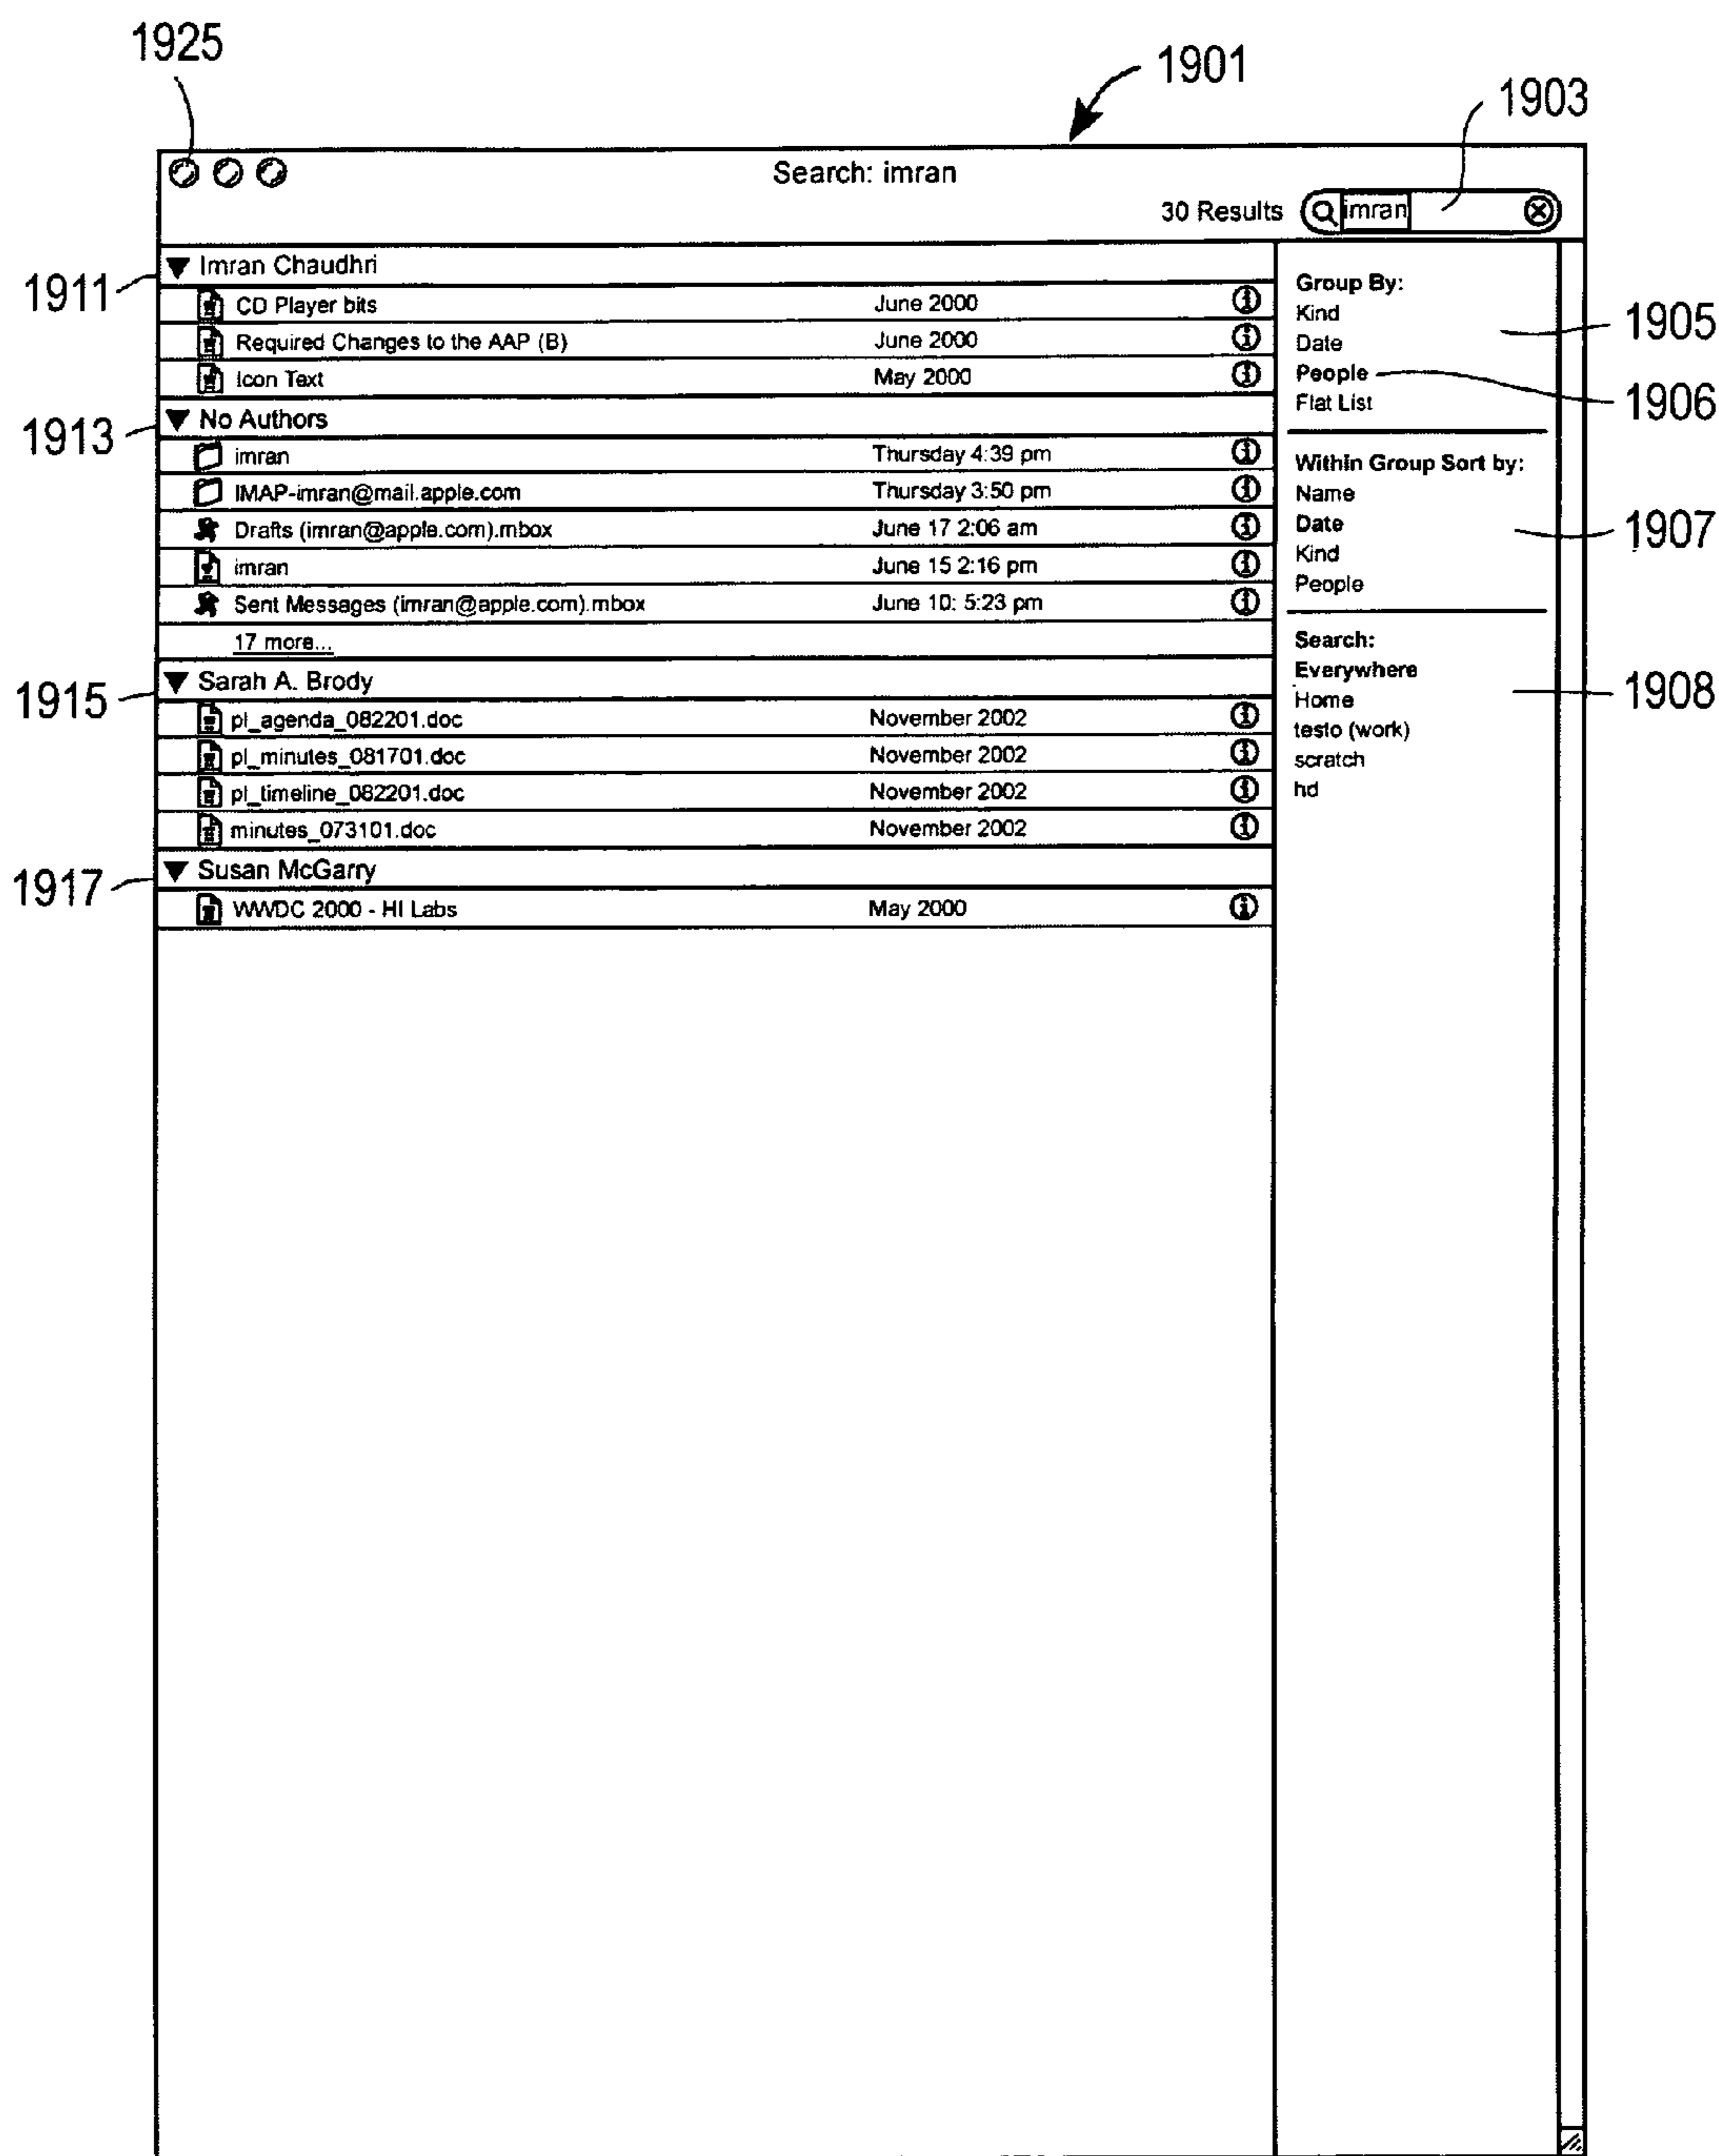 1925
1901
1903
Search: imran
30 Results imran
1911
Imran Chaudhri
CD Player bits June 2000
Required Changes to the AAP (B) June 2000
Icon Text May 2000
1913
No Authors
imran Thursday 4:39 pm
IMAP-imran@mail.apple.com Thursday 3:50 pm
Drafts (imran@apple.com).mbox June 17 2:06 am
imran June 15 2:16 pm
Sent Messages (imran@apple.com).mbox June 10: 5:23 pm
17 more...
1915
Sarah A. Brody
pl_agenda_082201.doc November 2002
pl_minutes_081701.doc November 2002
pl_timeline_082201.doc November 2002
minutes_073101.doc November 2002
1917
Susan McGarry
WWDC 2000 - HI Labs May 2000
Group By:
Kind
Date
People
Flat List
1905
1906
Within Group Sort by:
Name
Date
Kind
People
1907
Search:
Everywhere
Home
testo (work)
scratch
hd
1908